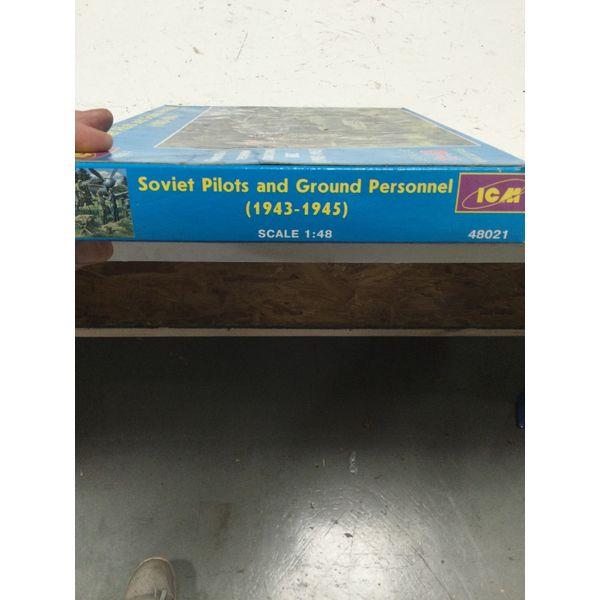 Soviet Pilots and Ground Personnel
(1943-1945)
SCALE 1:48
ICM
48021